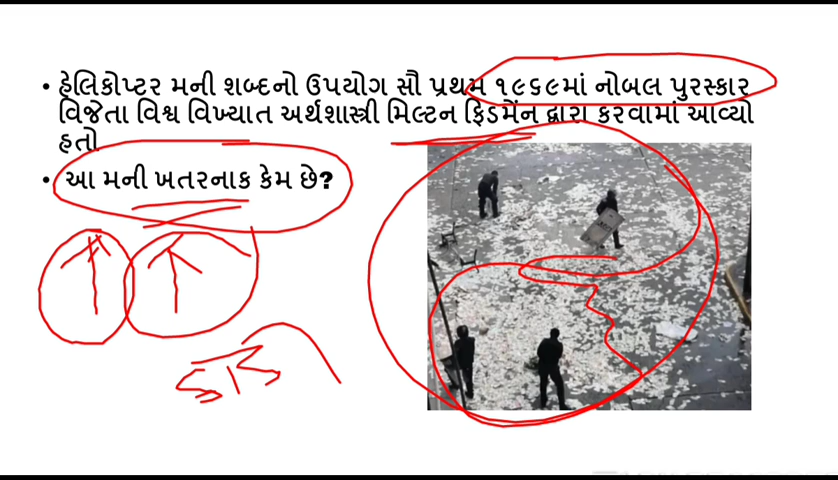 • હેલિકોપ્ટર મની શબ્દનો ઉપયોગ સૌ પ્રથમ ૧૯૬૯માં નોબલ પુરસ્કાર
વિજેતા વિશ્વ વિખ્યાત અર્થશાસ્ત્રી મિલ્ટન ફ્રિડમેન દ્વારા કરવામાં આવ્યો
હતો.
• આ મની ખતરનાક કેમ છે?